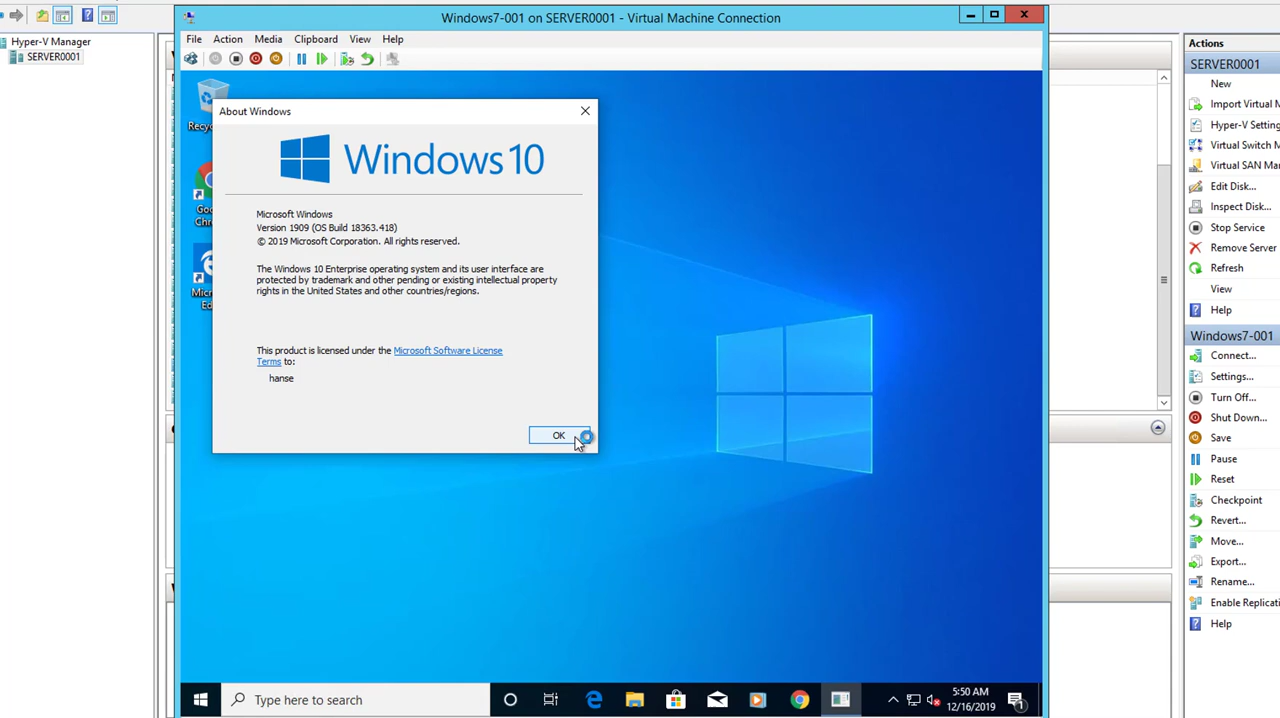 Windows7-001 on SERVER0001 - Virtual Machine Connection
File Action Media Clipboard View Help
Hyper-V Manager
SERVER0001
About Windows
Windows 10
Microsoft Windows
Version 1909 (OS Build 18363.418)
© 2019 Microsoft Corporation. All rights reserved.
The Windows 10 Enterprise operating system and its user interface are
protected by trademark and other pending or existing intellectual property
rights in the United States and other countries/regions.
This product is licensed under the Microsoft Software License
Terms to:
hanse
OK
Type here to search
5:50 AM
12/16/2019
1
Actions
SERVER0001
New
Import Virtual M
Hyper-V Setting
Virtual Switch M
Virtual SAN Mar
Edit Disk...
Inspect Disk...
Stop Service
Remove Server
Refresh
View
Help
Windows7-001
Connect...
Settings...
Turn Off...
Shut Down...
Save
Pause
Reset
Checkpoint
Revert...
Move...
Export...
Rename...
Enable Replicati
Help